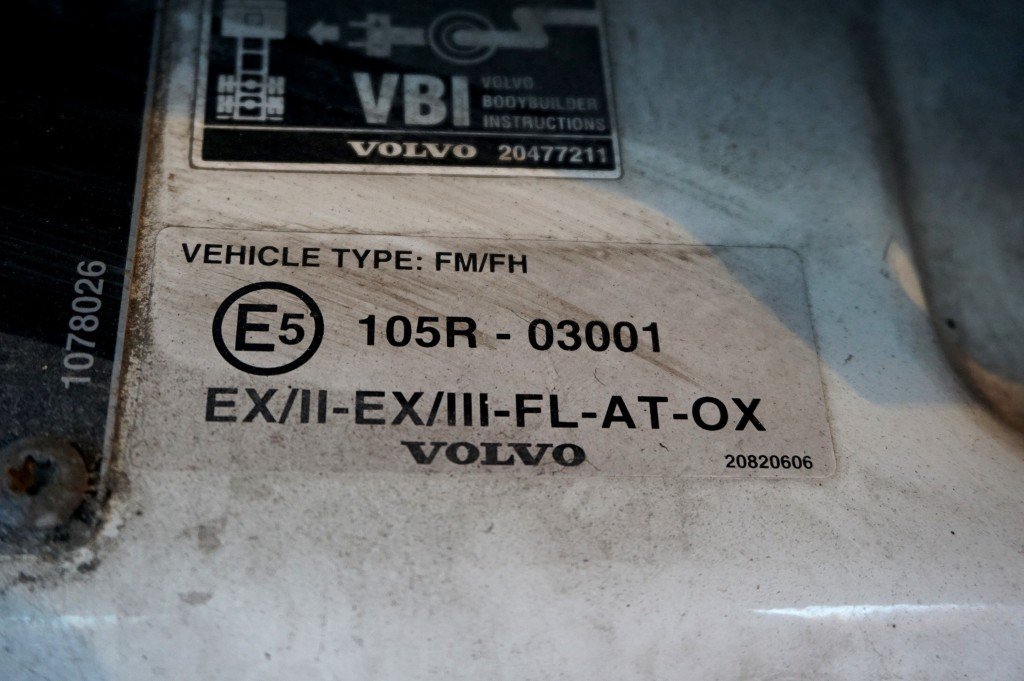 VBI
VOLVO
BODYBUILDER
INSTRUCTIONS
VOLVO 20477211
1078026
VEHICLE TYPE: FM/FH
E5 105R - 03001
EX/II-EX/III-FL-AT-OX
VOLVO
20820606